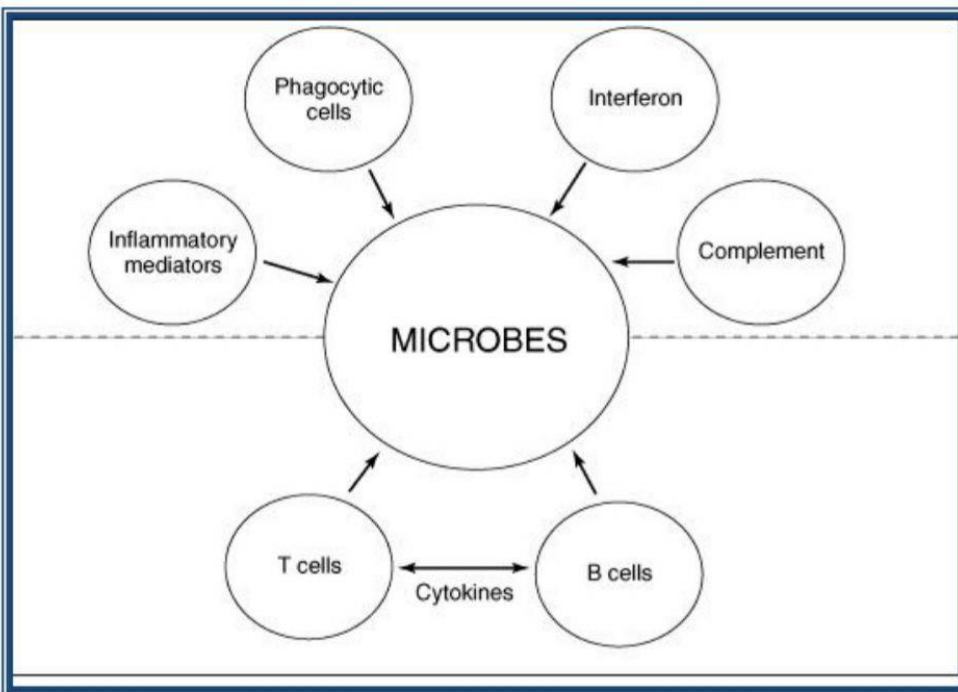 Phagocytic
cells
Interferon
Inflammatory
mediators
Complement
MICROBES
T cells
Cytokines
B cells